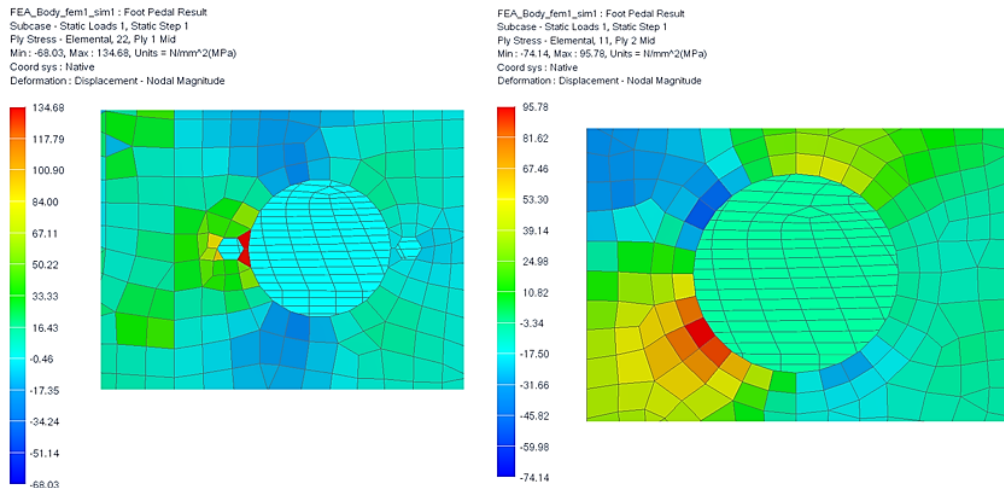 FEA_Body_fem1_sim1 : Foot Pedal Result
Subcase - Static Loads 1, Static Step 1
Ply Stress - Elemental, 22, Ply 1 Mid
Min : -68.03, Max : 134.68, Units = N/mm^2(MPa)
Coord sys : Native
Deformation : Displacement - Nodal Magnitude
134.68
117.79
100.90
84.00
67.11
50.22
33.33
16.43
-0.46
-17.35
-34.24
-51.14
-68.03
FEA_Body_fem1_sim1 : Foot Pedal Result
Subcase - Static Loads 1, Static Step 1
Ply Stress - Elemental, 11, Ply 2 Mid
Min : -74.14, Max : 95.78, Units = N/mm^2(MPa)
Coord sys : Native
Deformation : Displacement - Nodal Magnitude
95.78
81.62
67.46
53.30
39.14
24.98
10.82
-3.34
-17.50
-31.66
-45.82
-59.98
-74.14